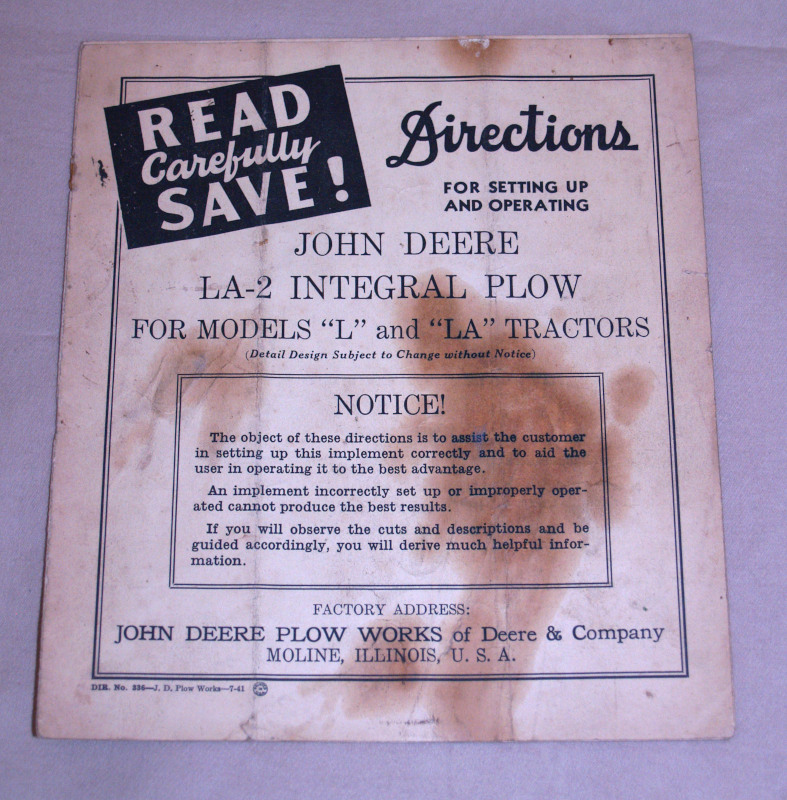 READ
Carefully
SAVE!
Directions
FOR SETTING UP
AND OPERATING
JOHN DEERE
LA-2 INTEGRAL PLOW
FOR MODELS “L” and “LA” TRACTORS
(Detail Design Subject to Change without Notice)
NOTICE!
The object of these directions is to assist the customer
in setting up this implement correctly and to aid the
user in operating it to the best advantage.
An implement incorrectly set up or improperly oper-
ated cannot produce the best results.
If you will observe the cuts and descriptions and be
guided accordingly, you will derive much helpful infor-
mation.
FACTORY ADDRESS:
JOHN DEERE PLOW WORKS of Deere & Company
MOLINE, ILLINOIS, U. S. A.
DIR. No. 336—J. D. Plow Works—7-41